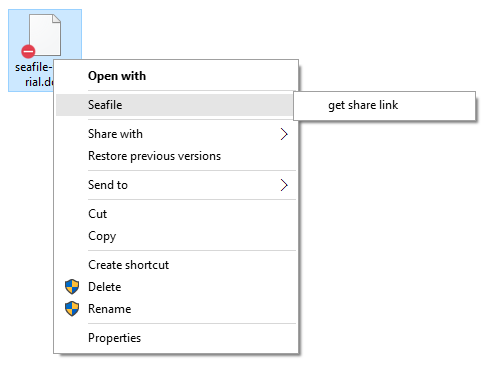 seafile-
rial.do
Open with
Seafile
get share link
Share with
Restore previous versions
Send to
Cut
Copy
Create shortcut
Delete
Rename
Properties